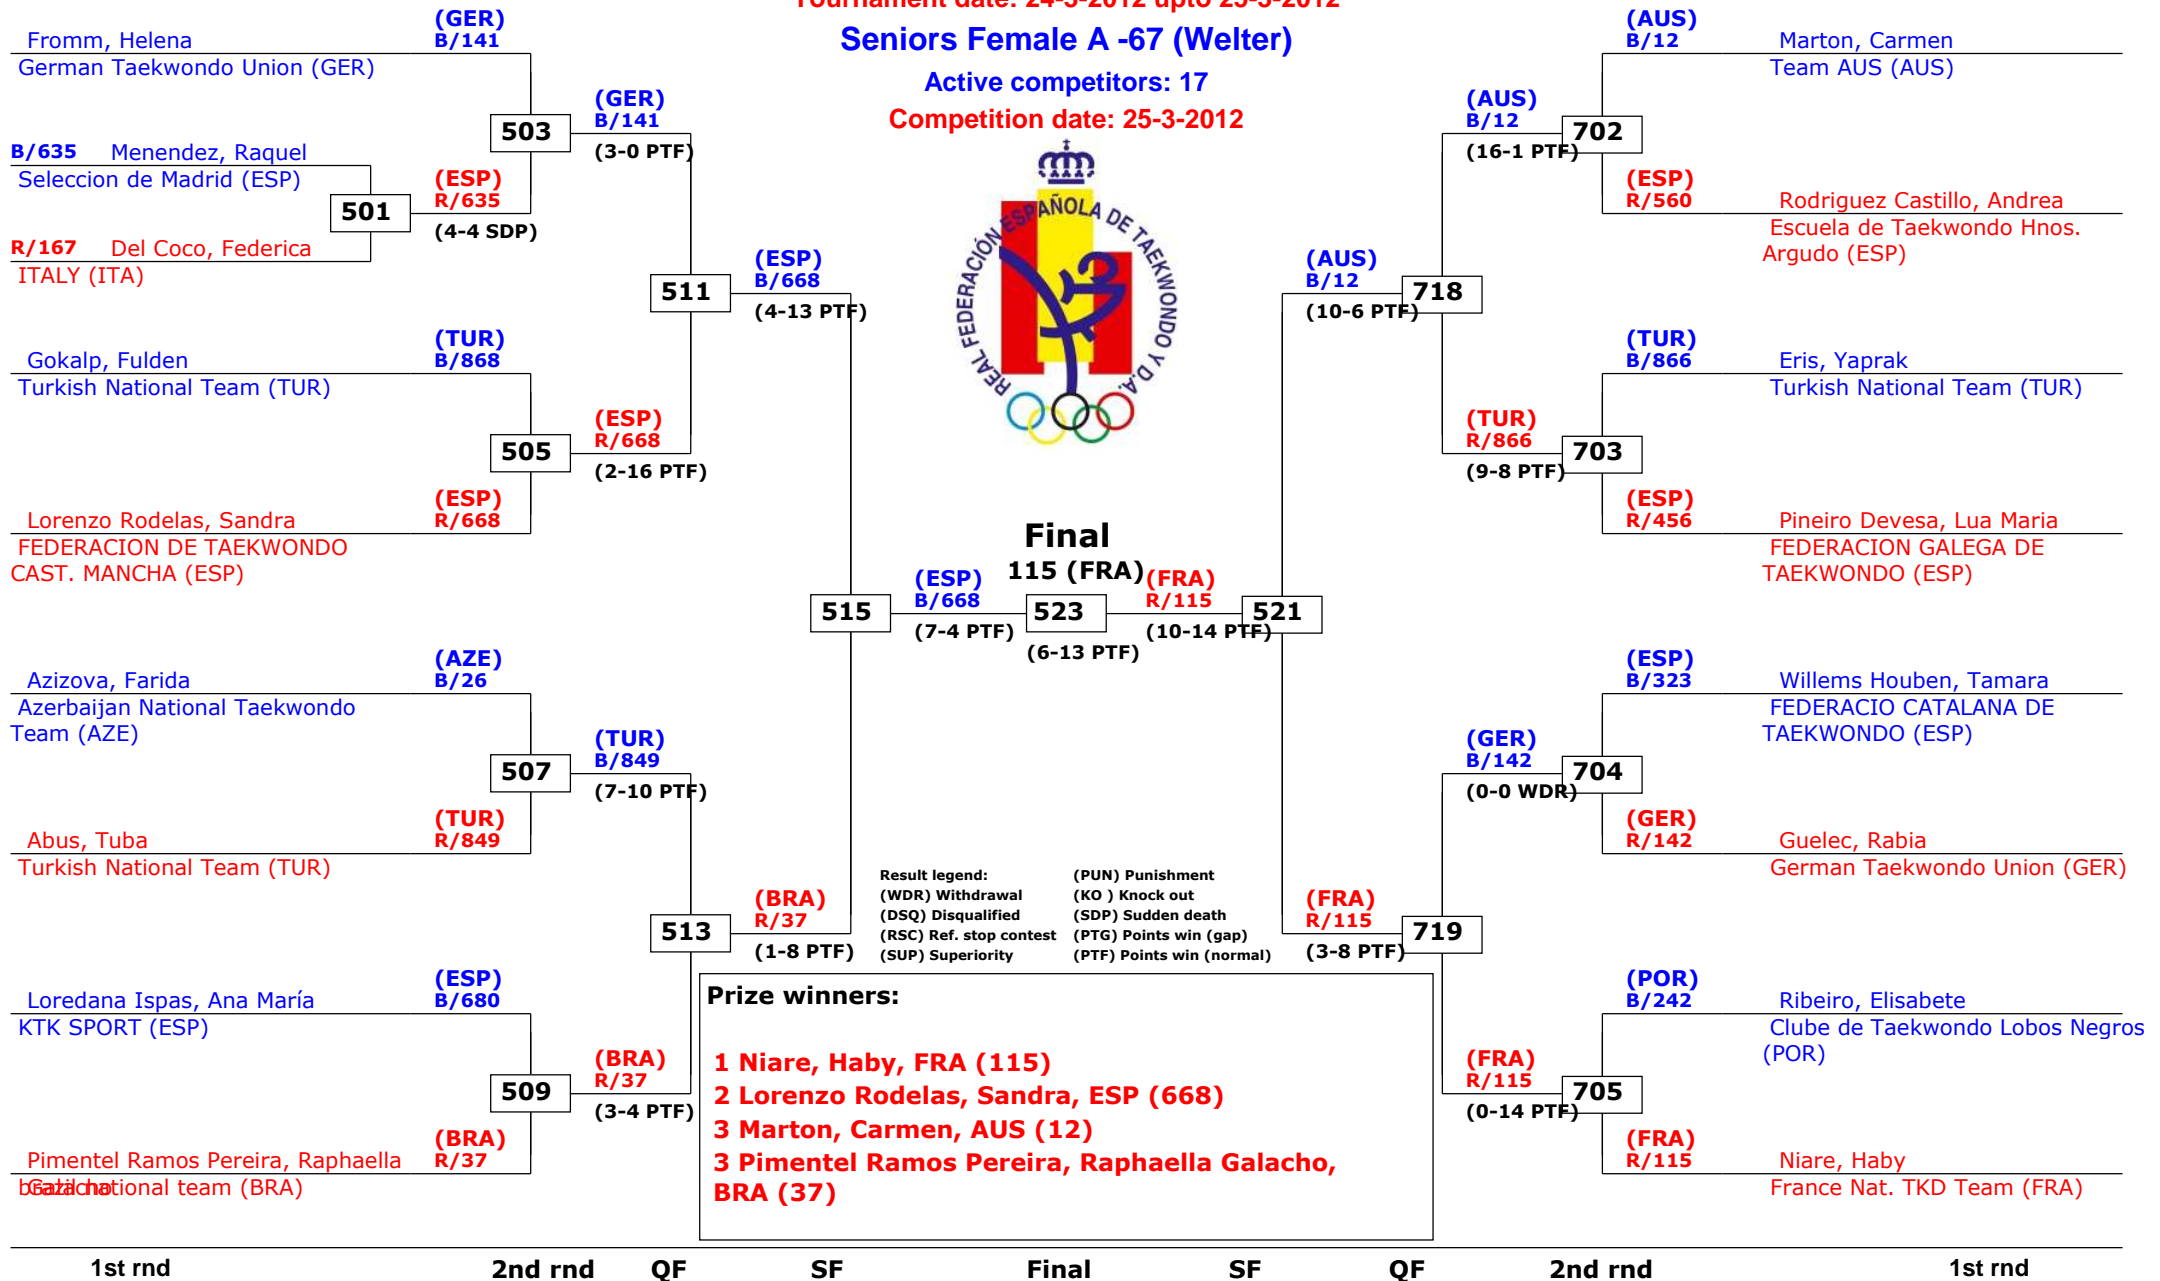 Tournament date: 24-3-2012 upto 25-3-2012
Seniors Female A -67 (Welter)
Active competitors: 17
Competition date: 25-3-2012
REAL FEDERACIÓN ESPAÑOLA DE TAEKWONDO Y D.A.
Fromm, Helena
German Taekwondo Union (GER)
(GER)
B/141
B/635 Menendez, Raquel
Seleccion de Madrid (ESP)
R/167 Del Coco, Federica
ITALY (ITA)
501
(ESP)
R/635
(4-4 SDP)
503
(GER)
B/141
(3-0 PTF)
Gokalp, Fulden
Turkish National Team (TUR)
(TUR)
B/868
Lorenzo Rodelas, Sandra
FEDERACION DE TAEKWONDO
CAST. MANCHA (ESP)
(ESP)
R/668
505
(ESP)
R/668
(2-16 PTF)
511
(ESP)
B/668
(4-13 PTF)
Azizova, Farida
Azerbaijan National Taekwondo
Team (AZE)
(AZE)
B/26
Abus, Tuba
Turkish National Team (TUR)
(TUR)
R/849
507
(TUR)
B/849
(7-10 PTF)
Loredana Ispas, Ana María
KTK SPORT (ESP)
(ESP)
B/680
Pimentel Ramos Pereira, Raphaella
Galacho
brazil national team (BRA)
(BRA)
R/37
509
(BRA)
R/37
(3-4 PTF)
513
(BRA)
R/37
(1-8 PTF)
515
(ESP)
B/668
(7-4 PTF)
Final
115 (FRA)
523
(6-13 PTF)
(FRA)
R/115
(10-14 PTF)
521
(AUS)
B/12
(10-6 PTF)
718
(AUS)
B/12
(16-1 PTF)
702
(AUS)
B/12
Marton, Carmen
Team AUS (AUS)
(ESP)
R/560
Rodriguez Castillo, Andrea
Escuela de Taekwondo Hnos.
Argudo (ESP)
(TUR)
R/866
(9-8 PTF)
703
(TUR)
B/866
Eris, Yaprak
Turkish National Team (TUR)
(ESP)
R/456
Pineiro Devesa, Lua Maria
FEDERACION GALEGA DE
TAEKWONDO (ESP)
(FRA)
R/115
(3-8 PTF)
719
(GER)
B/142
(0-0 WDR)
704
(ESP)
B/323
Willems Houben, Tamara
FEDERACIO CATALANA DE
TAEKWONDO (ESP)
(GER)
R/142
Guelec, Rabia
German Taekwondo Union (GER)
(FRA)
R/115
(0-14 PTF)
705
(POR)
B/242
Ribeiro, Elisabete
Clube de Taekwondo Lobos Negros
(POR)
(FRA)
R/115
Niare, Haby
France Nat. TKD Team (FRA)
Result legend: (PUN) Punishment
(WDR) Withdrawal (KO ) Knock out
(DSQ) Disqualified (SDP) Sudden death
(RSC) Ref. stop contest (PTG) Points win (gap)
(SUP) Superiority (PTF) Points win (normal)
Prize winners:
1 Niare, Haby, FRA (115)
2 Lorenzo Rodelas, Sandra, ESP (668)
3 Marton, Carmen, AUS (12)
3 Pimentel Ramos Pereira, Raphaella Galacho,
BRA (37)
1st rnd 2nd rnd QF SF Final SF QF 2nd rnd 1st rnd